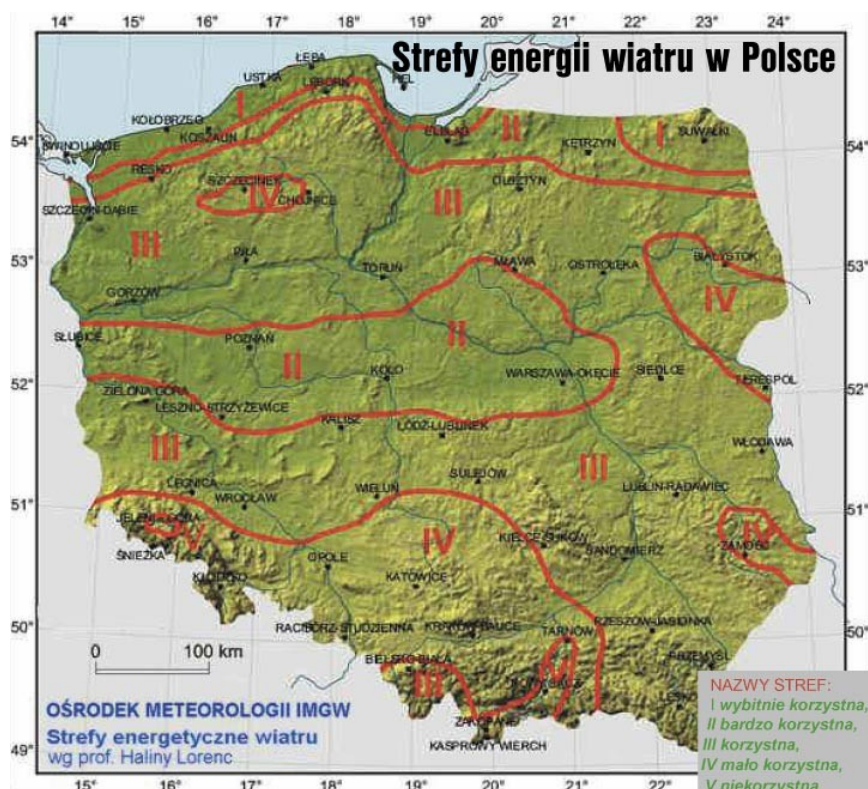 14° 15° 16° 17° 18° 19° 20° 21° 22° 23° 24°
Strefy energii wiatru w Polsce
ŁEBA
USTKA
LĘBORK
HEL
I
KOŁOBRZEG
KOSZALIN
ELBLĄG
II
KĘTRZYN
I
SUWAŁKI
54°
54°
ŚWINOUJŚCIE
RESKO
SZCZECINEK
IV
CHOJNICE
OLSZTYN
III
SZCZECIN-DĄBIE
III
PIŁA
TORUŃ
MŁAWA
OSTROŁĘKA
BIAŁYSTOK
53°
53°
IV
GORZÓW
SŁUBICE
POZNAŃ
II
II
KOŁO
WARSZAWA-OKĘCIE
SIEDLCE
TERESPOL
52°
52°
ZIELONA GÓRA
LESZNO-STRZYŻEWICE
KALISZ
ŁÓDŹ-LUBLINEK
WŁODAWA
III
SULEJÓW
III
LEGNICA
WROCŁAW
WIELUŃ
LUBLIN-RADAWIEC
51°
51°
JELENIA GÓRA
V
ŚNIEŻKA
IV
KIELCE-SUKÓW
IV
ZAMOŚĆ
SANDOMIERZ
KŁODZKO
OPOLE
KATOWICE
50°
50°
RACIBÓRZ-STUDZIENNA
KRAKÓW-BALICE
TARNÓW
RZESZÓW-JASIONKA
0 100 km
BIELSKO-BIAŁA
III
PRZEMYŚL
ZAKOPANE
KASPROWY WIERCH
49°
OŚRODEK METEOROLOGII IMGW
Strefy energetyczne wiatru
wg prof. Haliny Lorenc
NAZWY STREF:
I wybitnie korzystna,
II bardzo korzystna,
III korzystna,
IV mało korzystna,
V niekorzystna
15° 16° 17° 18° 19° 20° 21° 22°